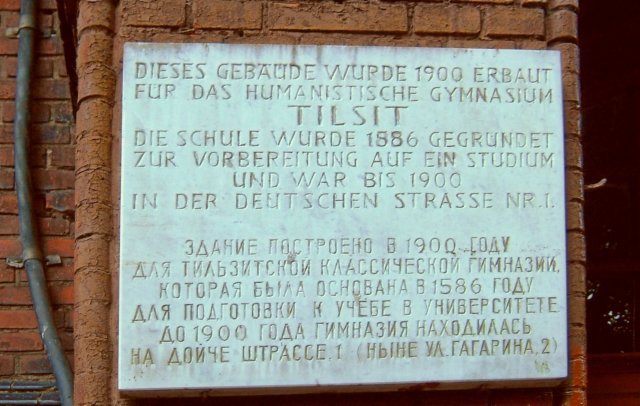 DIESES GEBÄUDE WURDE 1900 ERBAUT
FÜR DAS HUMANISTISCHE GYMNASIUM
TILSIT
DIE SCHULE WURDE 1586 GEGRÜNDET
ZUR VORBEREITUNG AUF EIN STUDIUM
UND WAR BIS 1900
IN DER DEUTSCHEN STRASSE NR.1.
ЗДАНИЕ ПОСТРОЕНО В 1900 ГОДУ
ДЛЯ ТИЛЬЗИТСКОЙ КЛАССИЧЕСКОЙ ГИМНАЗИИ,
КОТОРАЯ БЫЛА ОСНОВАНА В 1586 ГОДУ
ДЛЯ ПОДГОТОВКИ К УЧЁБЕ В УНИВЕРСИТЕТЕ
ДО 1900 ГОДА ГИМНАЗИЯ НАХОДИЛАСЬ
НА ДОЙЧЕ ШТРАССЕ.1 (НЫНЕ УЛ.ГАГАРИНА,2)